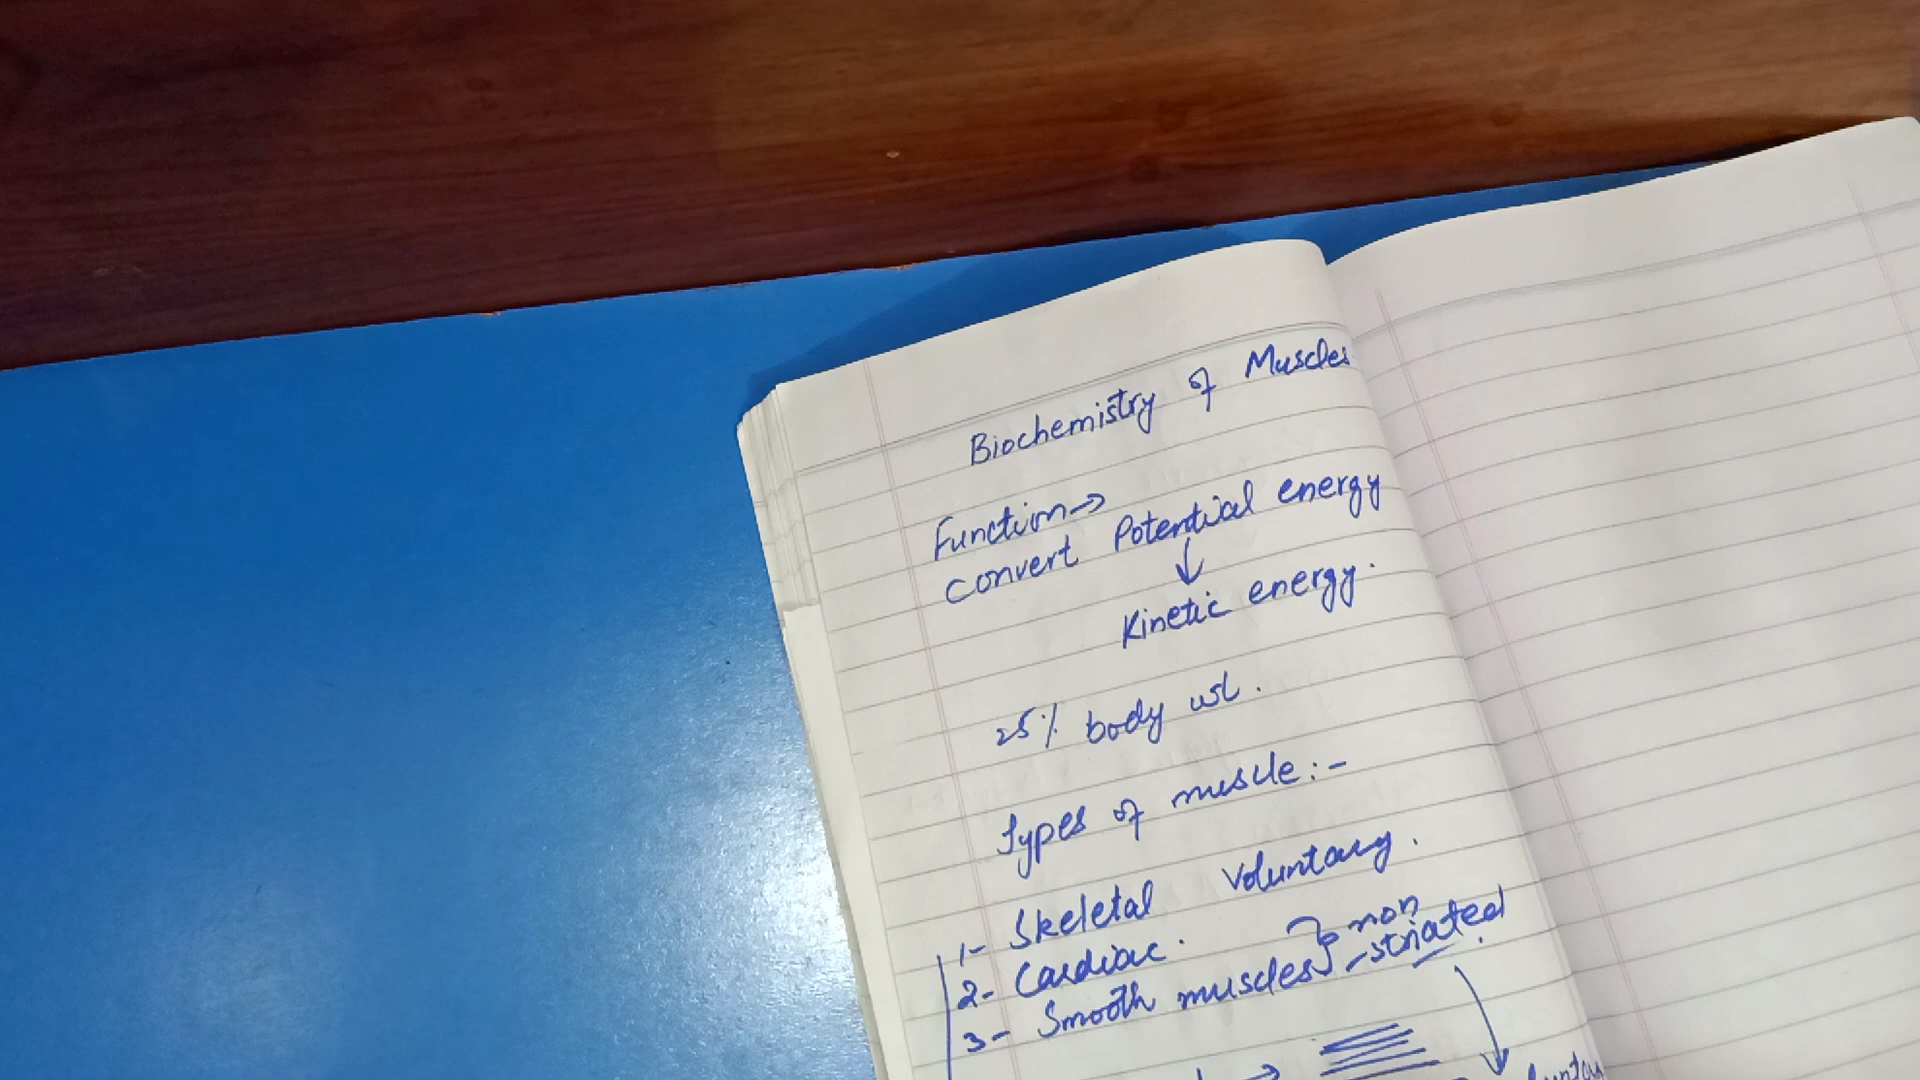 Biochemistry of Muscles
Function→
convert Potential energy
↓
Kinetic energy.
25% body wt.
Types of muscle:-
1- Skeletal Voluntary.
2- Cardiac. } non
3- Smooth muscles -striated
→